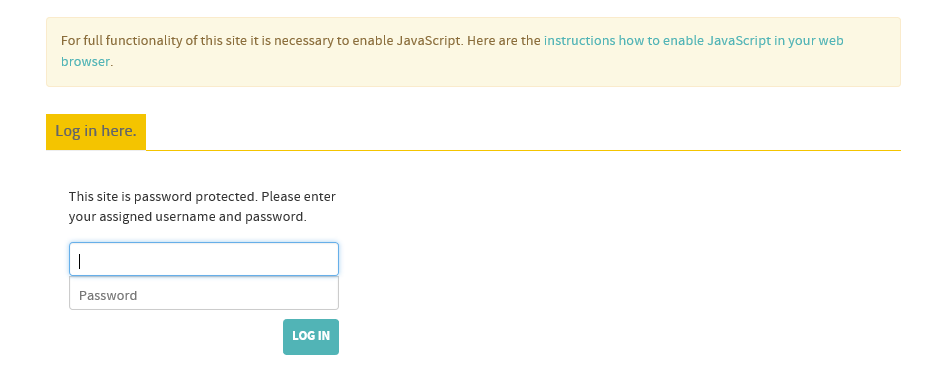 For full functionality of this site it is necessary to enable JavaScript. Here are the instructions how to enable JavaScript in your web
browser.
Log in here.
This site is password protected. Please enter
your assigned username and password.
Password
LOG IN